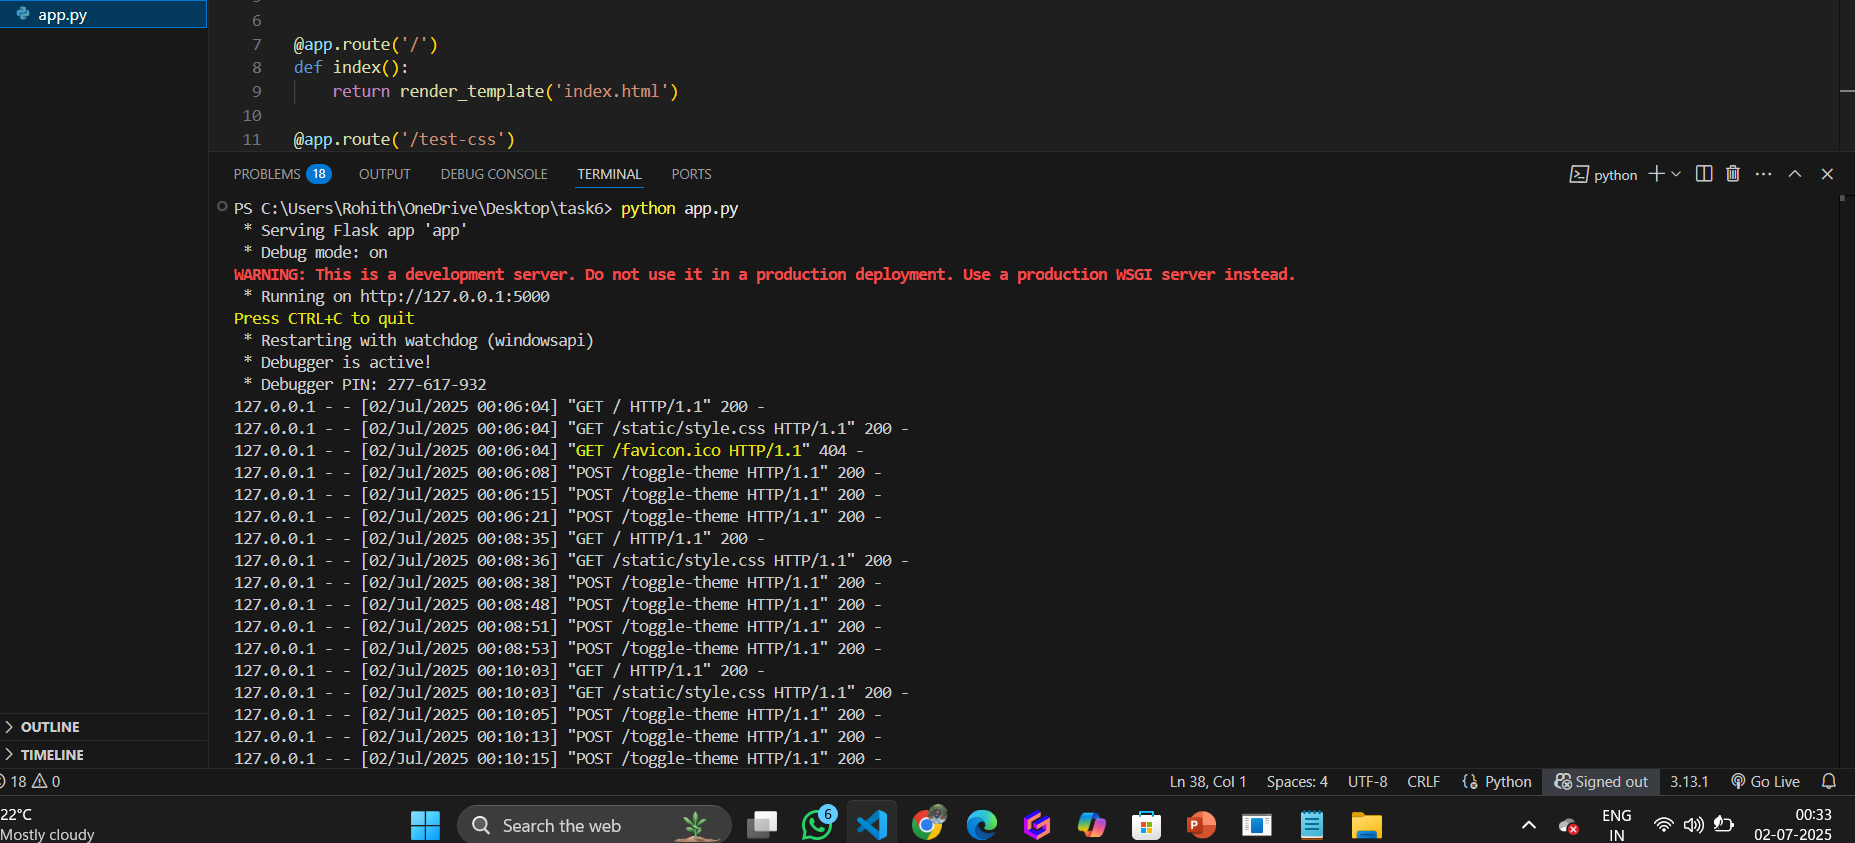 app.py
6
7 @app.route('/')
8 def index():
9 return render_template('index.html')
10
11 @app.route('/test-css')
PROBLEMS 18 OUTPUT DEBUG CONSOLE TERMINAL PORTS
python
PS C:\Users\Rohith\OneDrive\Desktop\task6> python app.py
* Serving Flask app 'app'
* Debug mode: on
WARNING: This is a development server. Do not use it in a production deployment. Use a production WSGI server instead.
* Running on http://127.0.0.1:5000
Press CTRL+C to quit
* Restarting with watchdog (windowsapi)
* Debugger is active!
* Debugger PIN: 277-617-932
127.0.0.1 - - [02/Jul/2025 00:06:04] "GET / HTTP/1.1" 200 -
127.0.0.1 - - [02/Jul/2025 00:06:04] "GET /static/style.css HTTP/1.1" 200 -
127.0.0.1 - - [02/Jul/2025 00:06:04] "GET /favicon.ico HTTP/1.1" 404 -
127.0.0.1 - - [02/Jul/2025 00:06:08] "POST /toggle-theme HTTP/1.1" 200 -
127.0.0.1 - - [02/Jul/2025 00:06:15] "POST /toggle-theme HTTP/1.1" 200 -
127.0.0.1 - - [02/Jul/2025 00:06:21] "POST /toggle-theme HTTP/1.1" 200 -
127.0.0.1 - - [02/Jul/2025 00:08:35] "GET / HTTP/1.1" 200 -
127.0.0.1 - - [02/Jul/2025 00:08:36] "GET /static/style.css HTTP/1.1" 200 -
127.0.0.1 - - [02/Jul/2025 00:08:38] "POST /toggle-theme HTTP/1.1" 200 -
127.0.0.1 - - [02/Jul/2025 00:08:48] "POST /toggle-theme HTTP/1.1" 200 -
127.0.0.1 - - [02/Jul/2025 00:08:51] "POST /toggle-theme HTTP/1.1" 200 -
127.0.0.1 - - [02/Jul/2025 00:08:53] "POST /toggle-theme HTTP/1.1" 200 -
127.0.0.1 - - [02/Jul/2025 00:10:03] "GET / HTTP/1.1" 200 -
127.0.0.1 - - [02/Jul/2025 00:10:03] "GET /static/style.css HTTP/1.1" 200 -
127.0.0.1 - - [02/Jul/2025 00:10:05] "POST /toggle-theme HTTP/1.1" 200 -
127.0.0.1 - - [02/Jul/2025 00:10:13] "POST /toggle-theme HTTP/1.1" 200 -
127.0.0.1 - - [02/Jul/2025 00:10:15] "POST /toggle-theme HTTP/1.1" 200 -
OUTLINE
TIMELINE
18 0 Ln 38, Col 1 Spaces: 4 UTF-8 CRLF Python Signed out 3.13.1 Go Live
22°C
Mostly cloudy
Search the web
6
P
ENG
IN
00:33
02-07-2025